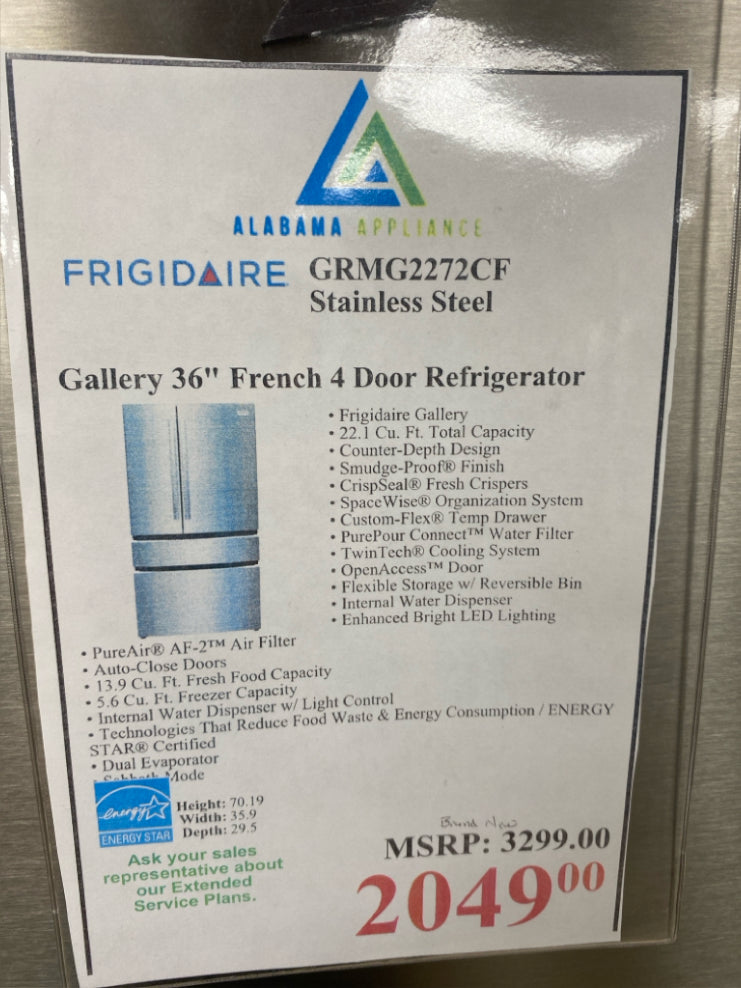 ALABAMA APPLIANCE
FRIGIDAIRE GRMG2272CF
Stainless Steel
Gallery 36" French 4 Door Refrigerator
• Frigidaire Gallery
• 22.1 Cu. Ft. Total Capacity
• Counter-Depth Design
• Smudge-Proof® Finish
• CrispSeal® Fresh Crispers
• SpaceWise® Organization System
• Custom-Flex® Temp Drawer
• PurePour Connect™ Water Filter
• TwinTech® Cooling System
• OpenAccess™ Door
• Flexible Storage w/ Reversible Bin
• Internal Water Dispenser
• Enhanced Bright LED Lighting
• PureAir® AF-2™ Air Filter
• Auto-Close Doors
• 13.9 Cu. Ft. Fresh Food Capacity
• 5.6 Cu. Ft. Freezer Capacity
• Internal Water Dispenser w/ Light Control
• Technologies That Reduce Food Waste & Energy Consumption / ENERGY
STAR® Certified
• Dual Evaporator
• Sabbath Mode
energy
ENERGY STAR
Height: 70.19
Width: 35.9
Depth: 29.5
Ask your sales
representative about
our Extended
Service Plans.
Brand New
MSRP: 3299.00
204900